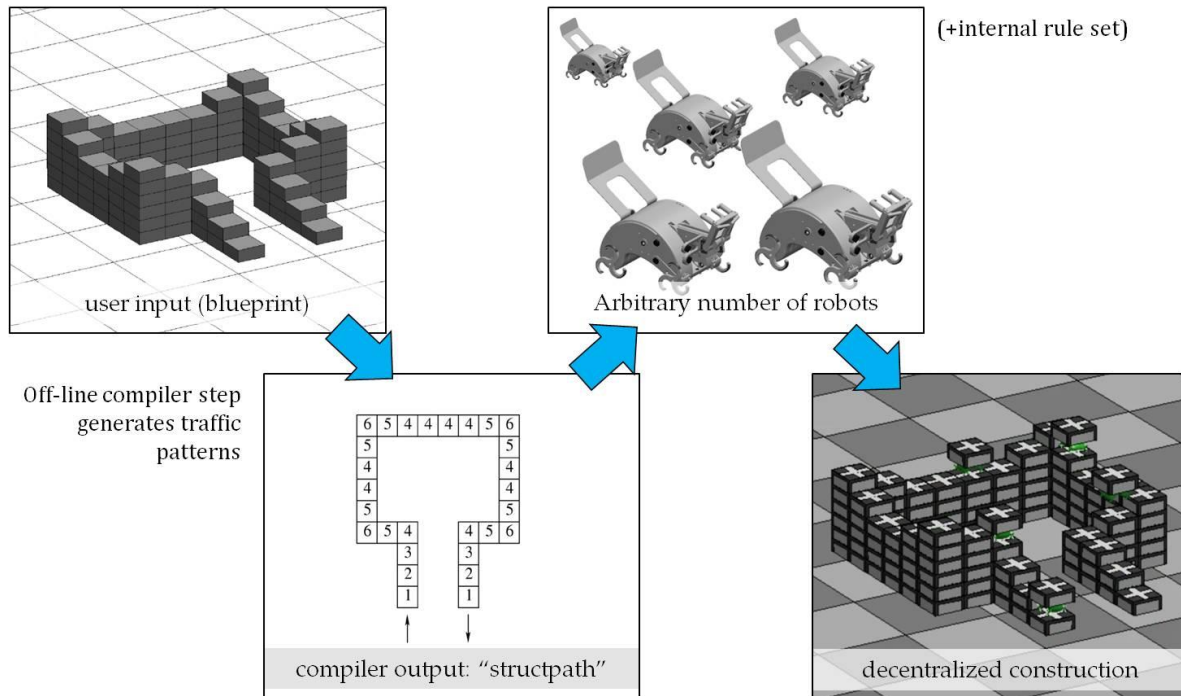 (+internal rule set)
user input (blueprint)
Arbitrary number of robots
Off-line compiler step
generates traffic
patterns
6 5 4 4 4 4 5 6
5
4
4
5
4
4
5
5
6 5 4
4 5 6
3
3
2
2
1
1
compiler output: “structpath”
decentralized construction